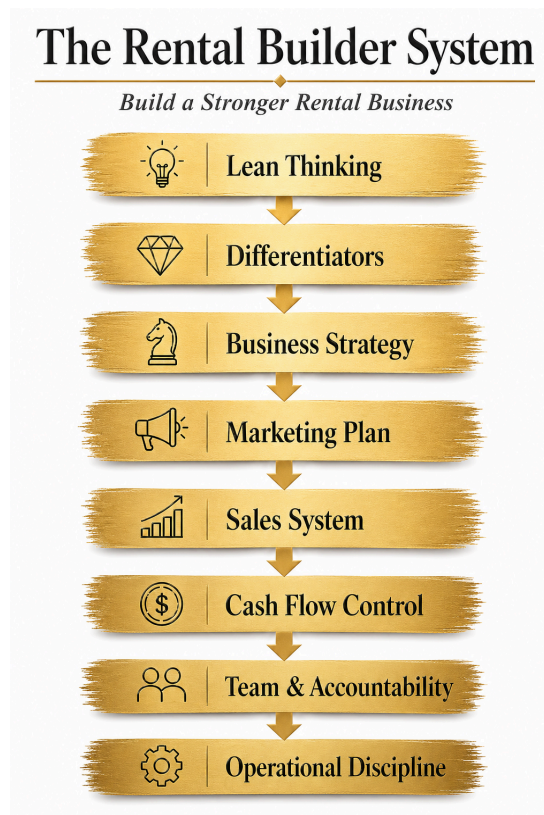 The Rental Builder System
Build a Stronger Rental Business
Lean Thinking
Differentiators
Business Strategy
Marketing Plan
Sales System
$
Cash Flow Control
Team & Accountability
Operational Discipline